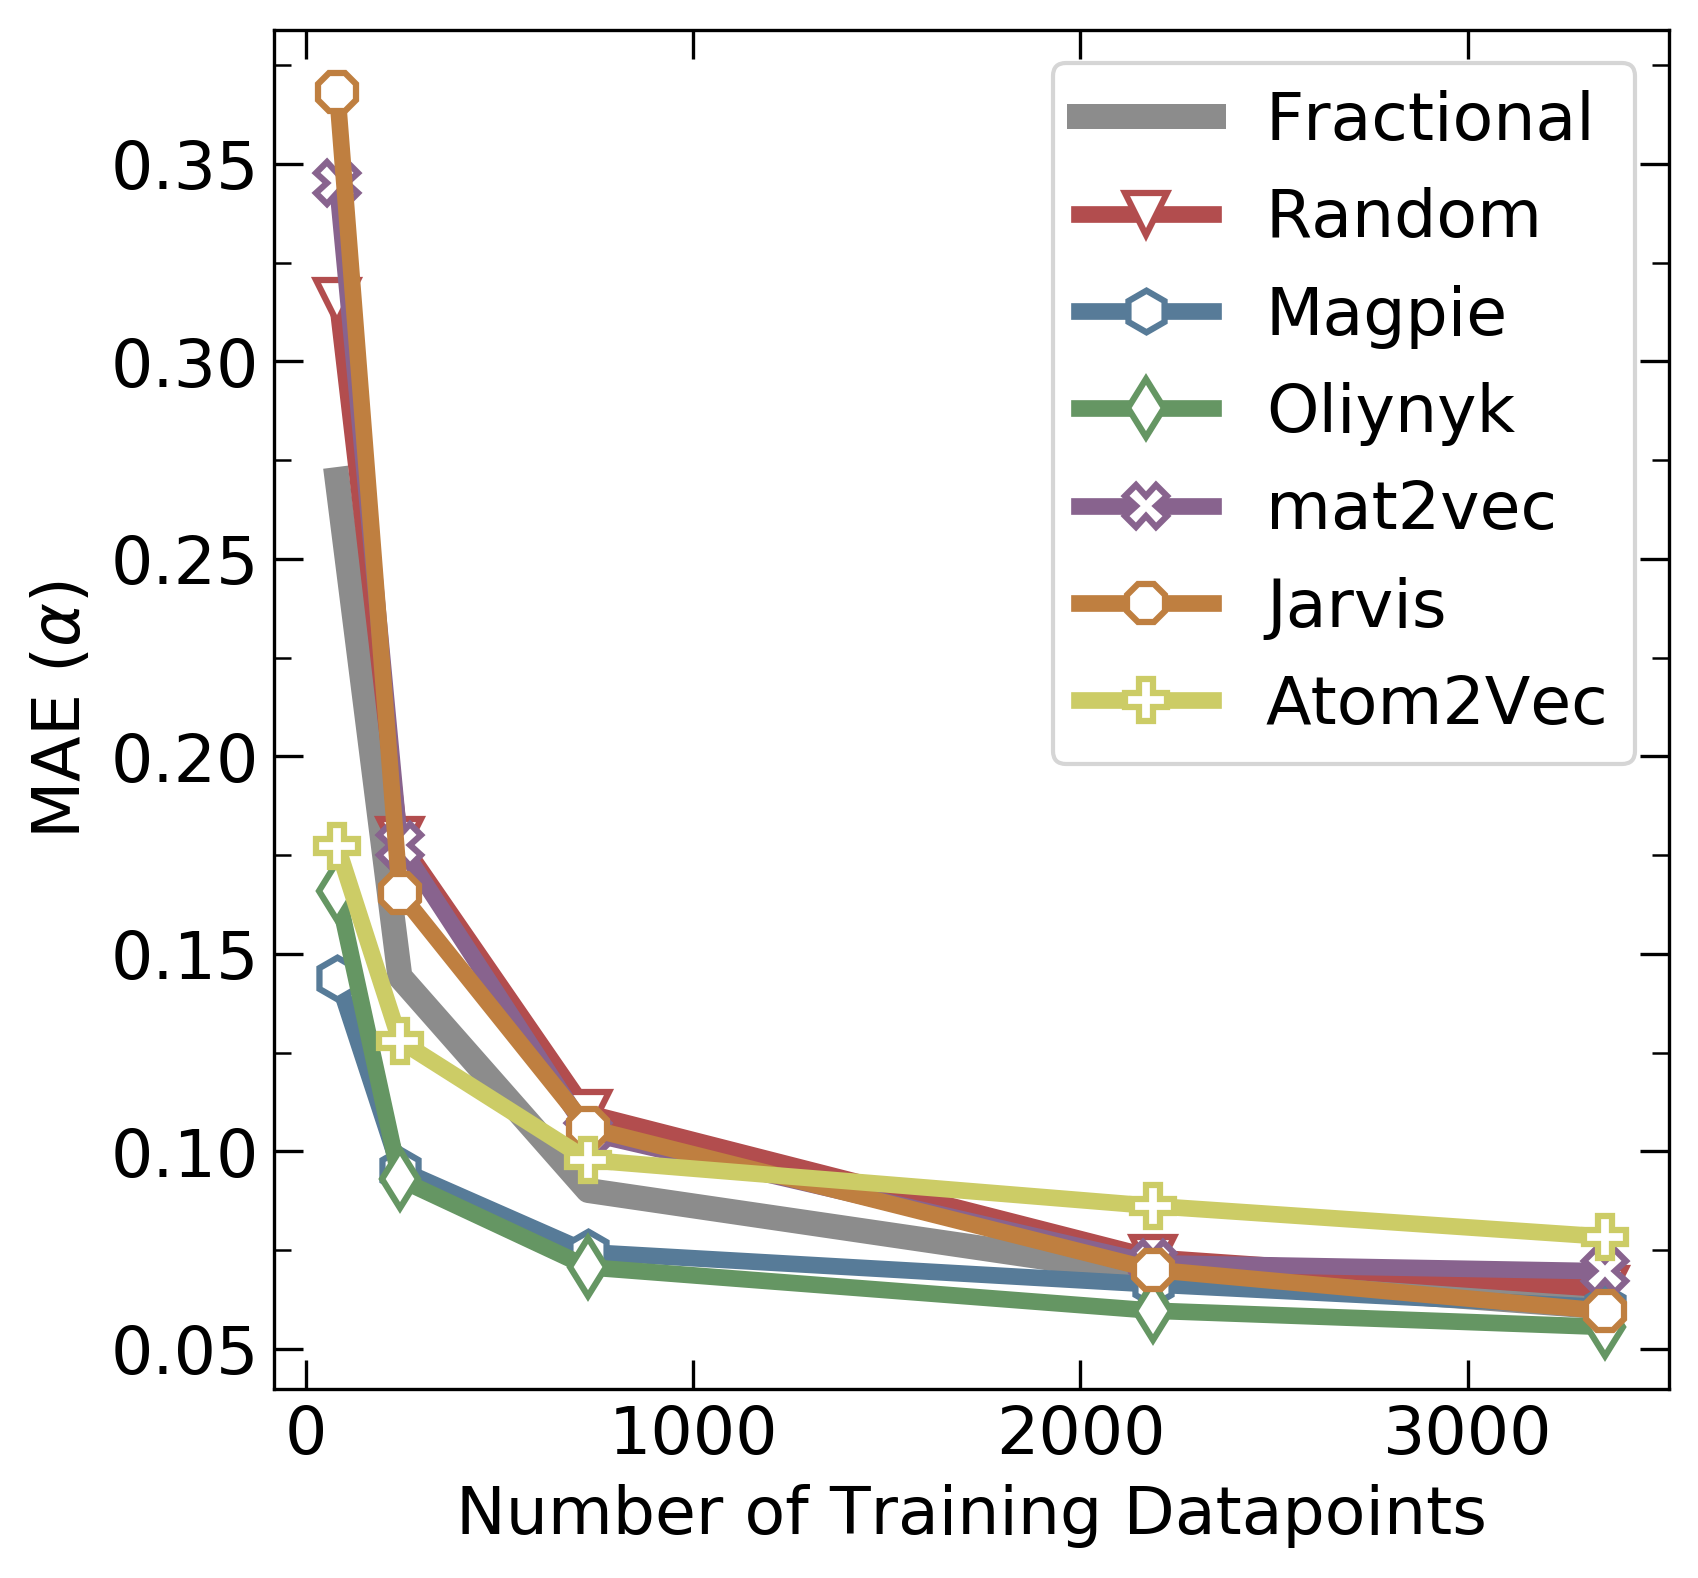 Fractional
Random
Magpie
Oliynyk
mat2vec
Jarvis
Atom2Vec
0.35
0.30
0.25
0.20
0.15
0.10
0.05
MAE (α)
0 1000 2000 3000
Number of Training Datapoints